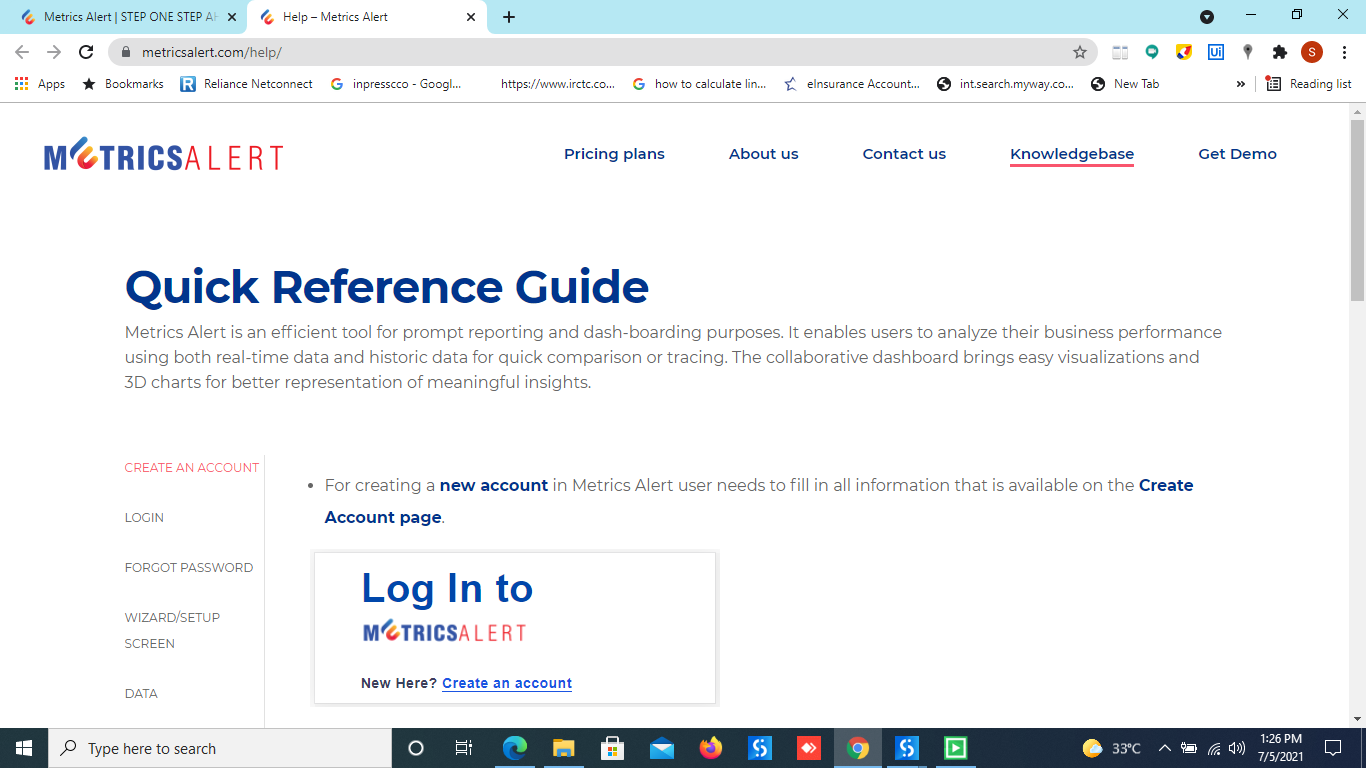 Metrics Alert | STEP ONE STEP AH
Help – Metrics Alert
metricsalert.com/help/
S
Apps
Bookmarks
Reliance Netconnect
inpresscco - Googl...
https://www.irctc.co...
how to calculate lin...
eInsurance Account...
int.search.myway.co...
New Tab
»
Reading list
METRICSALERT
Pricing plans
About us
Contact us
Knowledgebase
Get Demo
Quick Reference Guide
Metrics Alert is an efficient tool for prompt reporting and dash-boarding purposes. It enables users to analyze their business performance
using both real-time data and historic data for quick comparison or tracing. The collaborative dashboard brings easy visualizations and
3D charts for better representation of meaningful insights.
CREATE AN ACCOUNT
LOGIN
FORGOT PASSWORD
WIZARD/SETUP
SCREEN
DATA
• For creating a new account in Metrics Alert user needs to fill in all information that is available on the Create
Account page.
Log In to
METRICSALERT
New Here? Create an account
Type here to search
33°C
1:26 PM
7/5/2021